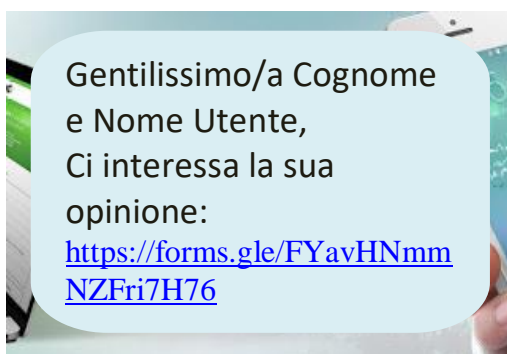 Gentilissimo/a Cognome
e Nome Utente,
Ci interessa la sua
opinione:
https://forms.gle/FYavHNmm
NZFri7H76